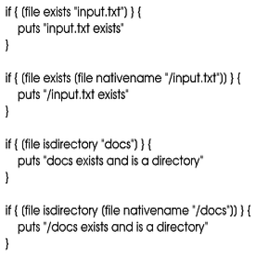 if { (file exists "input.txt") } {
puts "input.txt exists"
}
if { (file exists (file nativename "/input.txt")) } {
puts "/input.txt exists"
}
if { (file isdirectory "docs") } {
puts "docs exists and is a directory"
}
if { (file isdirectory (file nativename "/docs")) } {
puts "/docs exists and is a directory"
}